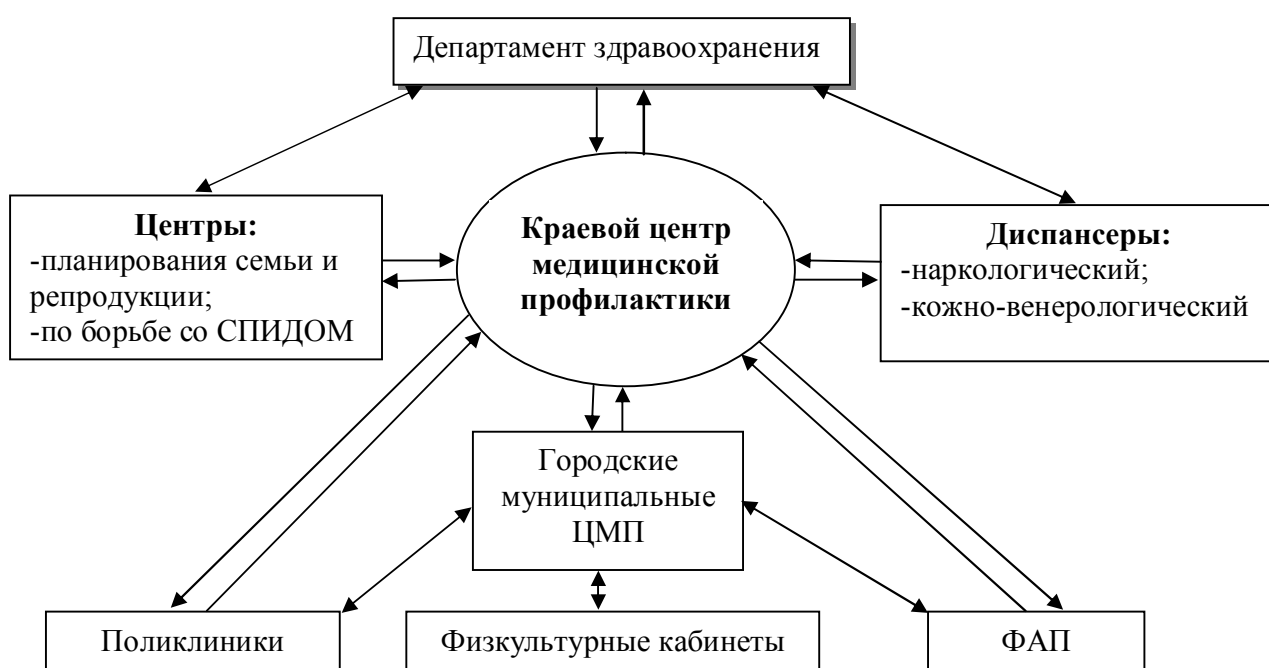 Департамент здравоохранения
Центры:
-планирования семьи и
репродукции;
-по борьбе со СПИДОМ
Краевой центр
медицинской
профилактики
Диспансеры:
-наркологический;
-кожно-венерологический
Городские
муниципальные
ЦМП
Поликлиники
Физкультурные кабинеты
ФАП